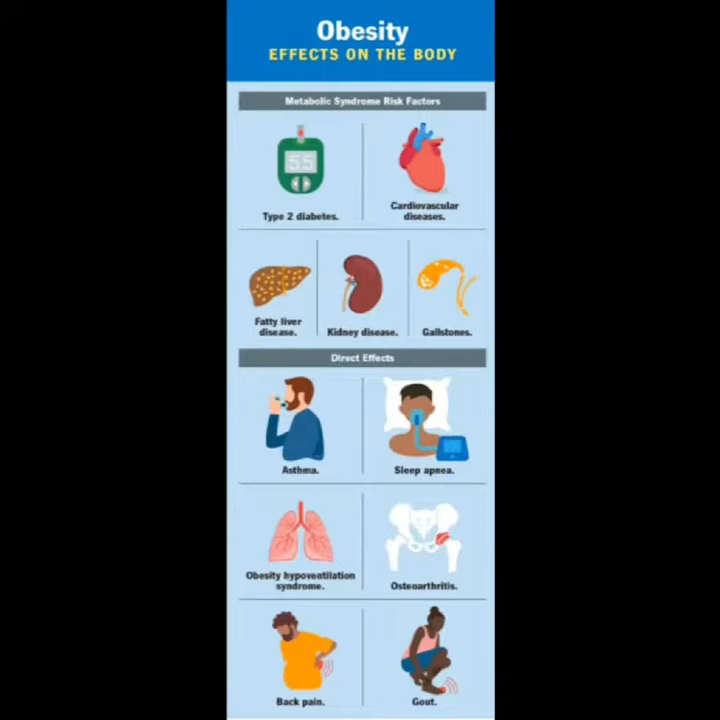 Obesity
EFFECTS ON THE BODY
Metabolic Syndrome Risk Factors
55
Type 2 diabetes.
Cardiovascular
diseases.
Fatty liver
disease.
Kidney disease.
Gallstones.
Direct Effects
Asthma.
Sleep apnea.
Obesity hypoventilation
syndrome.
Osteoarthritis.
Back pain.
Gout.